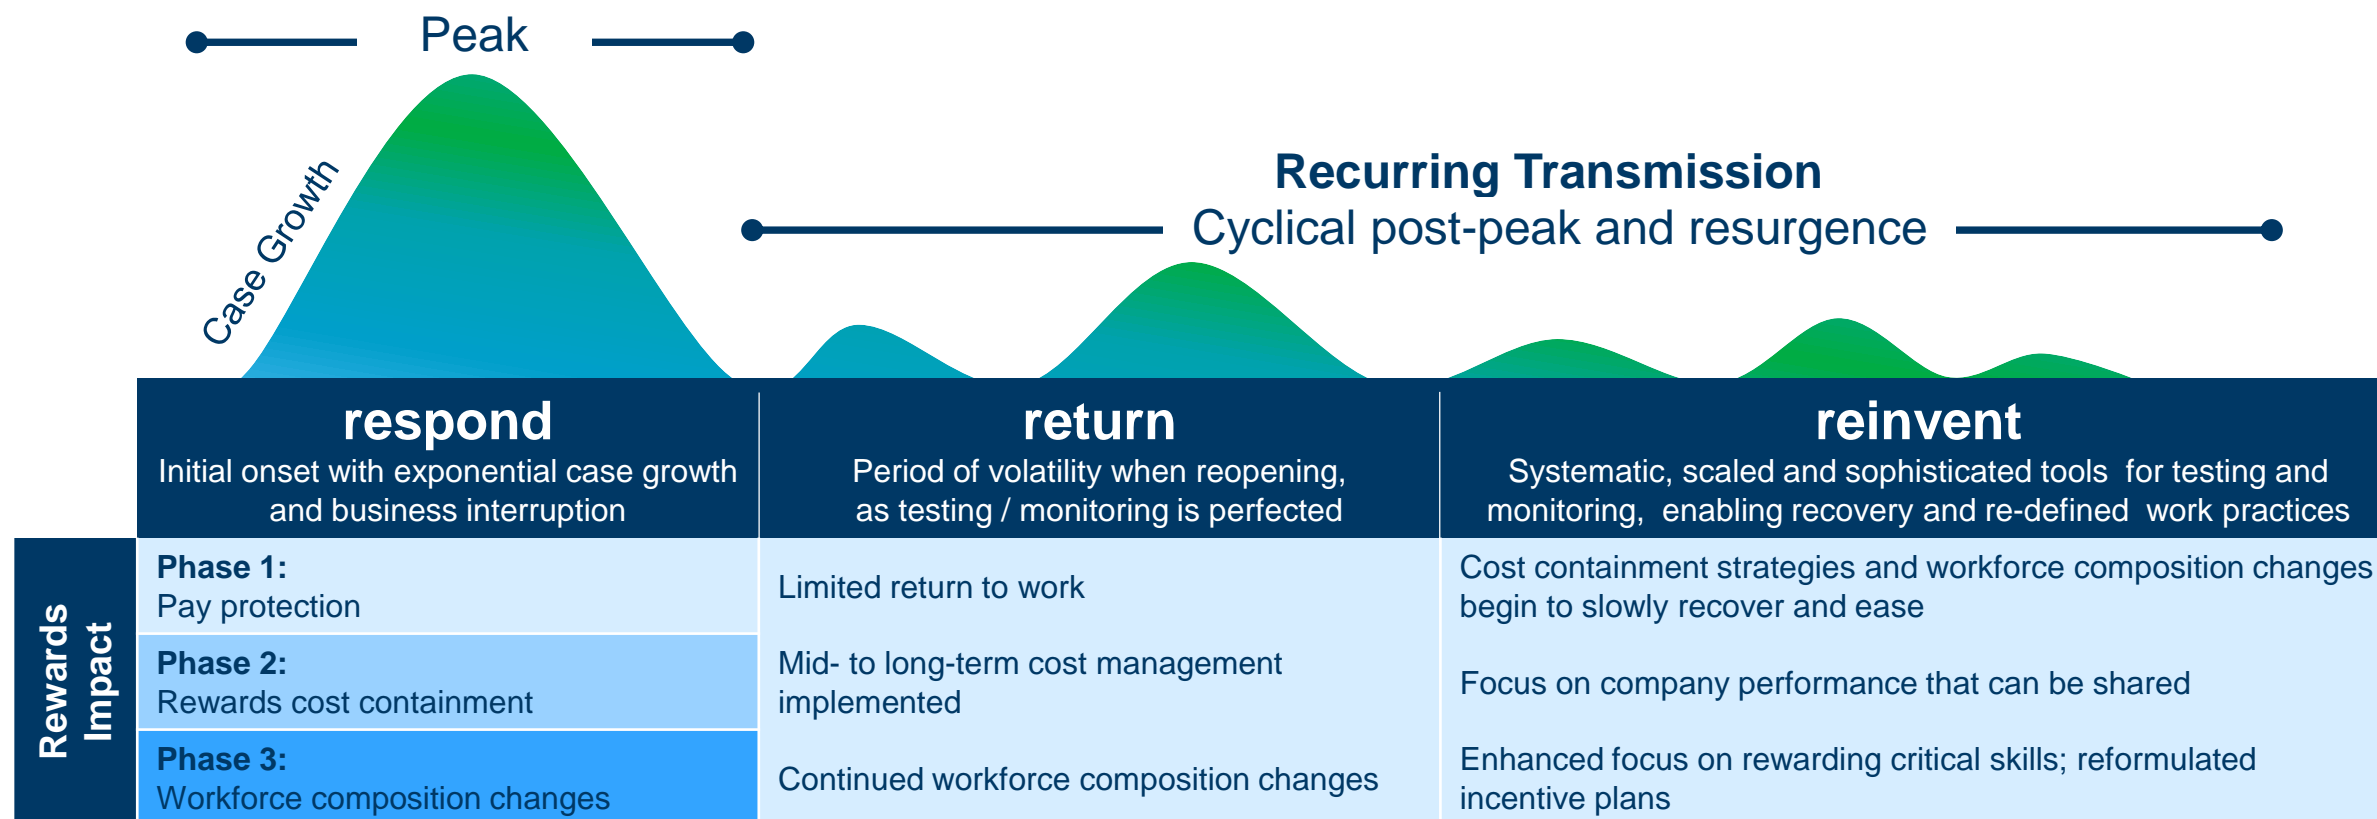 Peak
Case Growth
Recurring Transmission
Cyclical post-peak and resurgence
respond
Initial onset with exponential case growth
and business interruption
return
Period of volatility when reopening,
as testing / monitoring is perfected
reinvent
Systematic, scaled and sophisticated tools for testing and
monitoring, enabling recovery and re-defined work practices
Rewards
Impact
Phase 1:
Pay protection
Limited return to work
Cost containment strategies and workforce composition changes
begin to slowly recover and ease
Phase 2:
Rewards cost containment
Mid- to long-term cost management
implemented
Focus on company performance that can be shared
Phase 3:
Workforce composition changes
Continued workforce composition changes
Enhanced focus on rewarding critical skills; reformulated
incentive plans